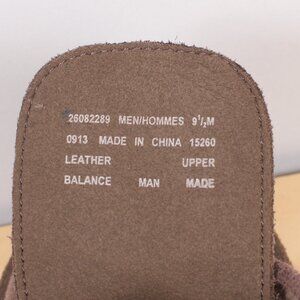 26082289 MEN/HOMMES 9½M
0913 MADE IN CHINA 15260
LEATHER UPPER
BALANCE MAN MADE